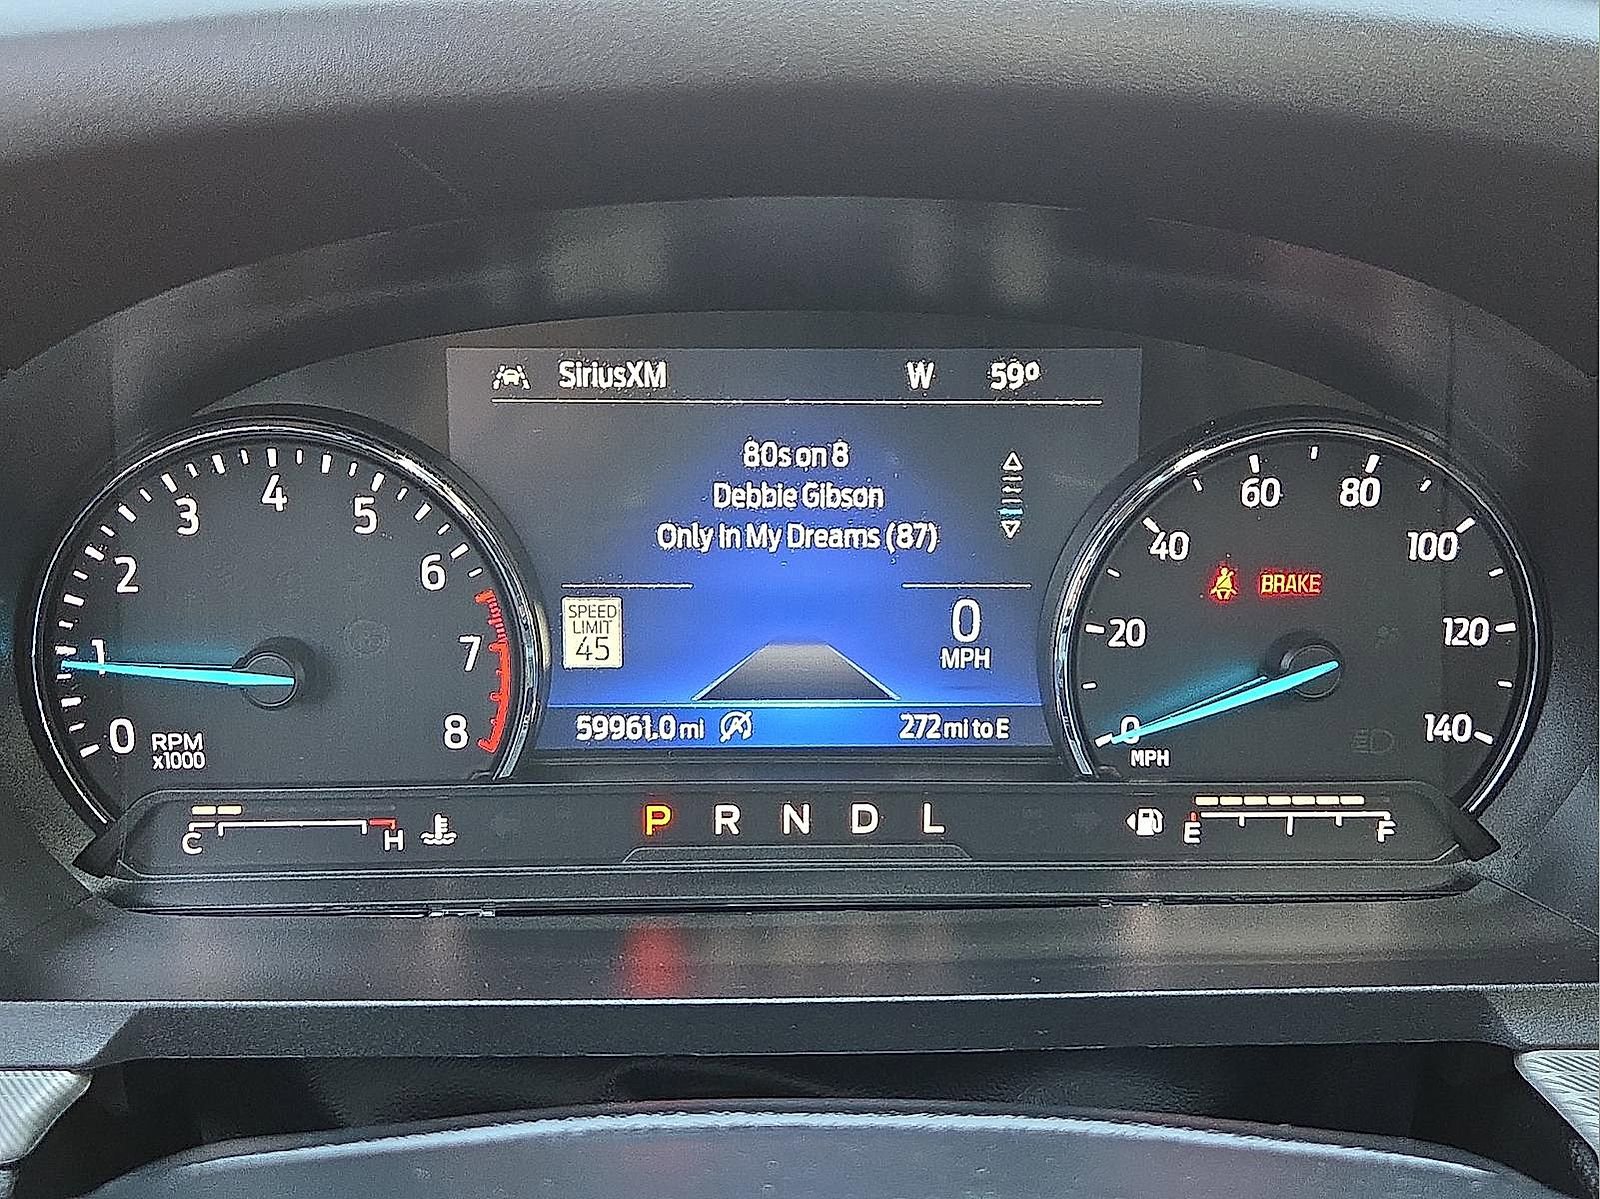 SiriusXM W 59°
80s on 8
Debbie Gibson
Only In My Dreams (87)
SPEED
LIMIT
45
0
MPH
59961.0 mi 272 mi to E
0 1 2 3 4 5 6 7 8
RPM
x1000
0 20 40 60 80 100 120 140
MPH
BRAKE
C H
P R N D L
E F